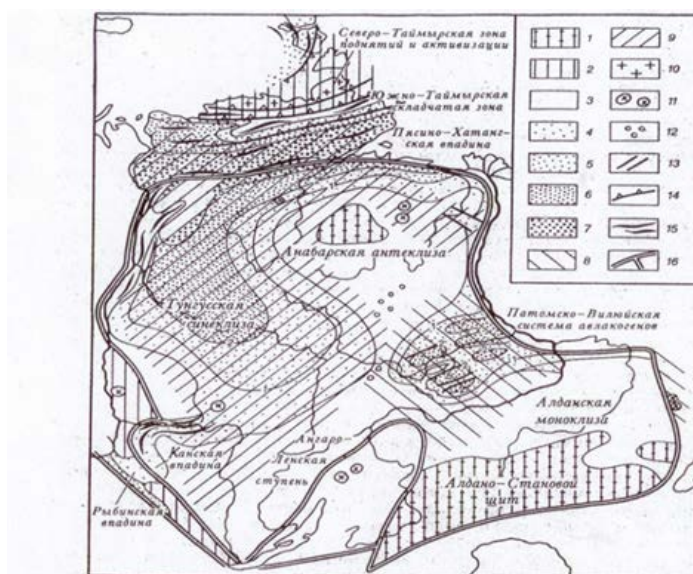 Северо-Таймырская зона
поднятий и активизации
Южно-Таймырская
складчатая зона
Пясино-Хатанг-
ская впадина
1 9
2 10
3 11
4 12
5 13
6 14
7 15
8 16
Анабарская антеклиза
Тунгусская
синеклиза
Патомско-Вилюйская
система авлакогенов
Алданская
моноклиза
Ангаро-
Ленская
ступень
Канская
впадина
Алдано-Становой
щит
Рыбинская
впадина